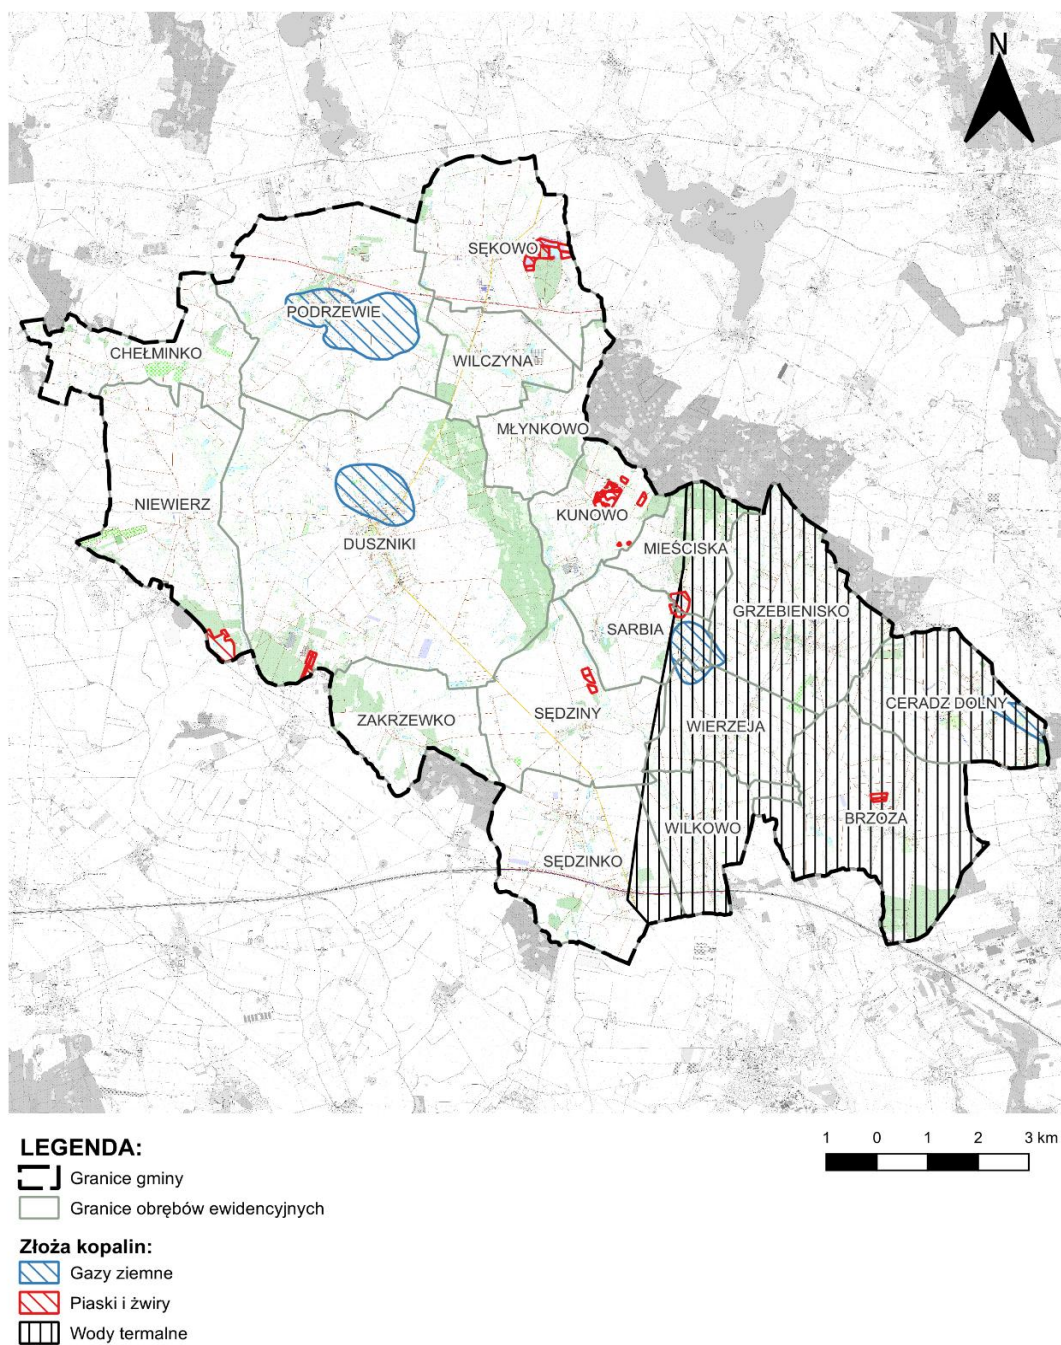 N
SĘKOWO
PODRZEWIE
CHEŁMINKO
WILCZYNA
MŁYNKOWO
NIEWIERZ
KUNOWO
DUSZNIKI
MIEŚCISKA
GRZEBIENISKO
SARBIA
CERADZ DOLNY
SĘDZINY
ZAKRZEWKO
WIERZEJA
BRZOZA
WILKOWO
SĘDZINKO
LEGENDA:
1 0 1 2 3 km
Granice gminy
Granice obrębów ewidencyjnych
Złoża kopalin:
Gazy ziemne
Piaski i żwiry
Wody termalne